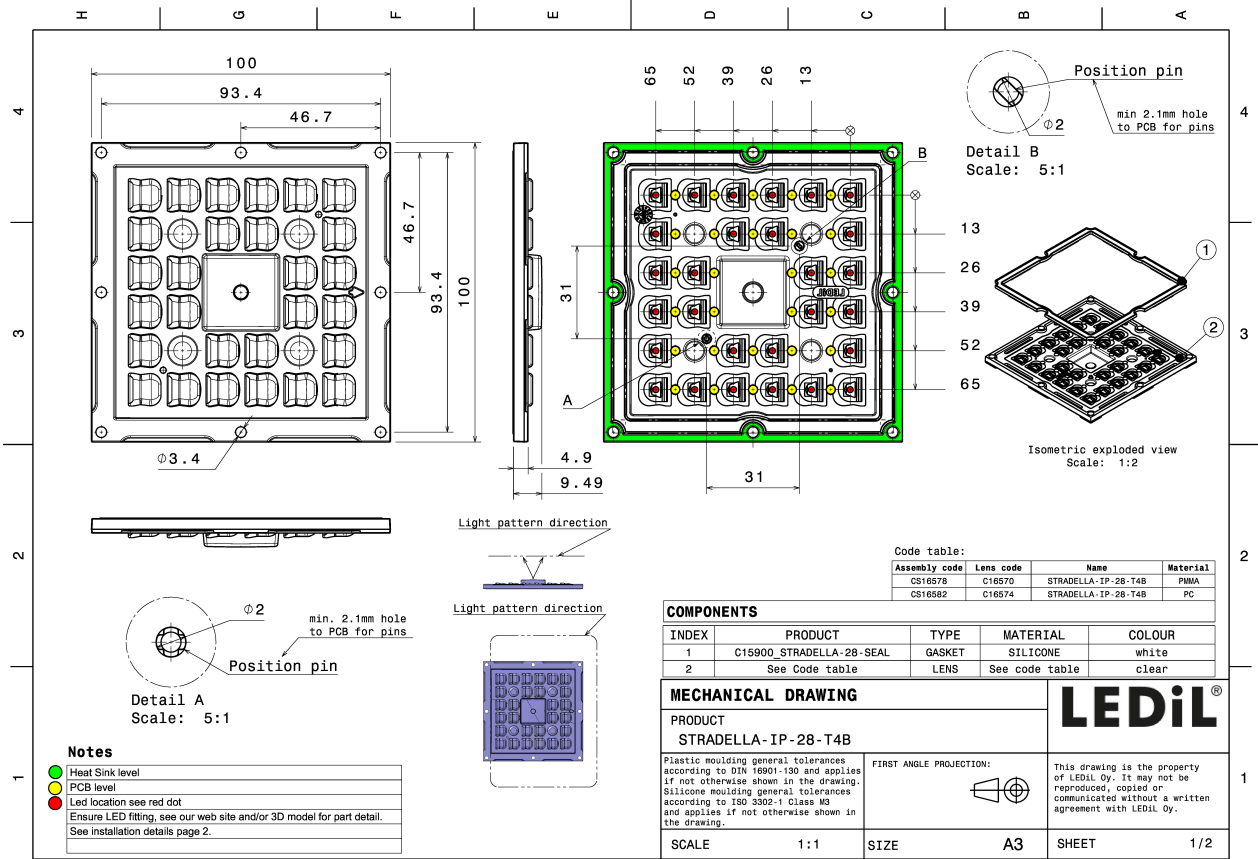 H G F E D C B A
100
93.4
46.7
65 52 39 26 13
Position pin
min 2.1mm hole
to PCB for pins
∅2
Detail B
Scale: 5:1
4
4
46.7
93.4
100
B
13
26
39
52
65
31
1
2
3
3
A
∅3.4
4.9
9.49
31
Isometric exploded view
Scale: 1:2
Light pattern direction
2
2
Code table:
Assembly code Lens code Name Material
CS16578 C16570 STRADELLA-IP-28-T4B PMMA
CS16582 C16574 STRADELLA-IP-28-T4B PC
∅2
min. 2.1mm hole
to PCB for pins
Position pin
Detail A
Scale: 5:1
Light pattern direction
COMPONENTS
INDEX PRODUCT TYPE MATERIAL COLOUR
1 C15900_STRADELLA-28-SEAL GASKET SILICONE white
2 See Code table LENS See code table clear
MECHANICAL DRAWING
LEDiL®
PRODUCT
STRADELLA-IP-28-T4B
Notes
Heat Sink level
PCB level
Led location see red dot
Ensure LED fitting, see our web site and/or 3D model for part detail.
See installation details page 2.
1
1
Plastic moulding general tolerances
according to DIN 16901-130 and applies
if not otherwise shown in the drawing.
Silicone moulding general tolerances
according to ISO 3302-1 Class M3
and applies if not otherwise shown in
the drawing.
FIRST ANGLE PROJECTION:
This drawing is the property
of LEDiL Oy. It may not be
reproduced, copied or
communicated without a written
agreement with LEDiL Oy.
SCALE 1:1 SIZE A3 SHEET 1/2
LEDiL